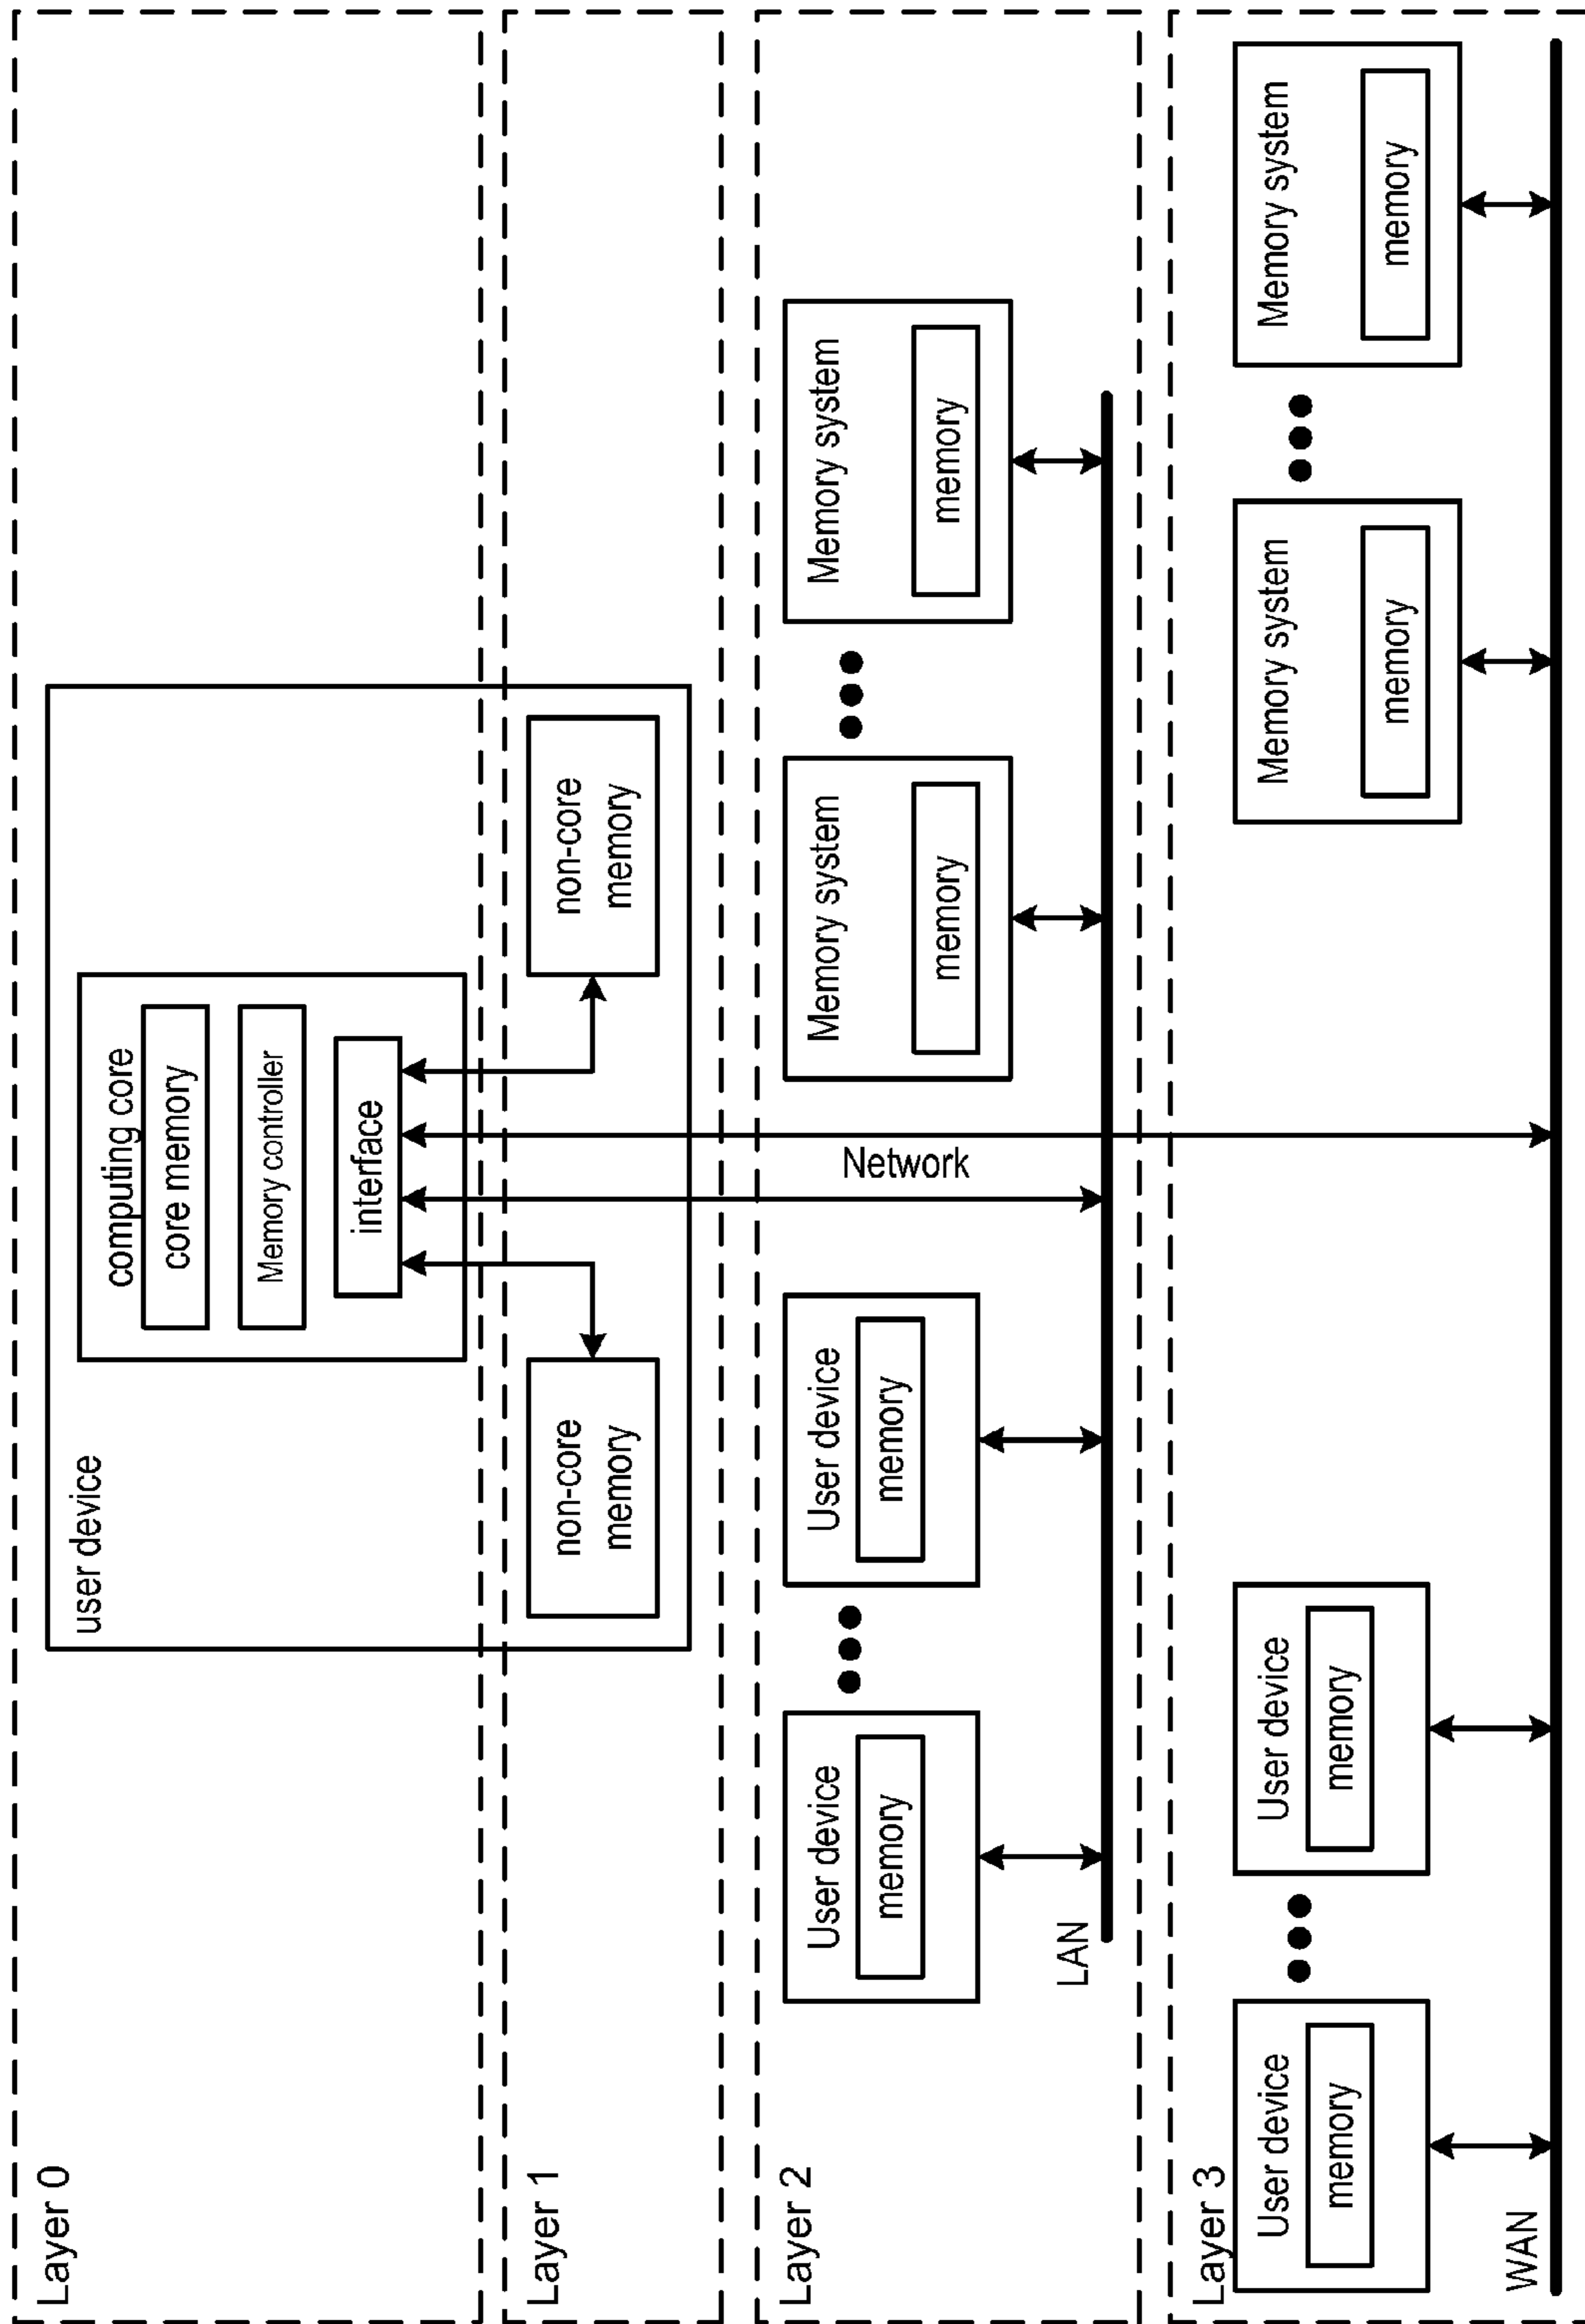 Layer 0
user device
computing core
core memory
Memory controller
interface
Layer 1
non-core
memory
non-core
memory
Layer 2
User device
memory
User device
memory
Network
Memory system
memory
Memory system
memory
LAN
Layer 3
User device
memory
User device
memory
Memory system
memory
Memory system
memory
WAN